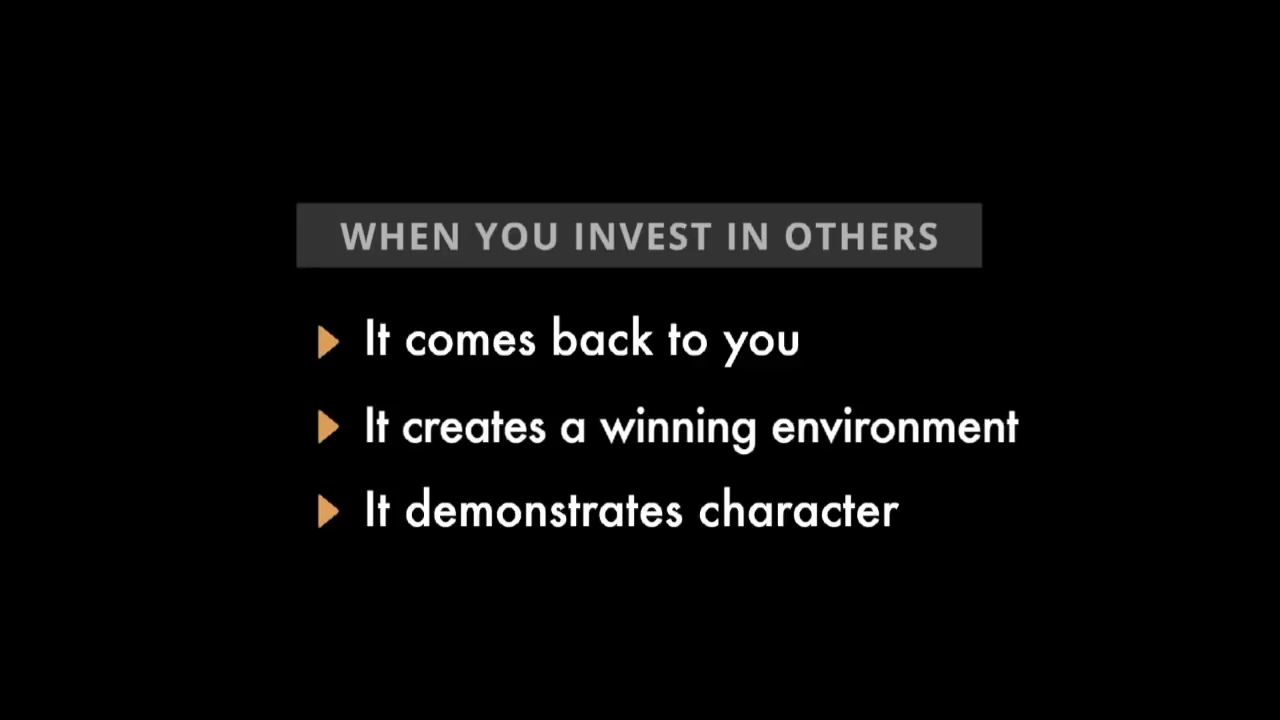 WHEN YOU INVEST IN OTHERS
It comes back to you
It creates a winning environment
It demonstrates character